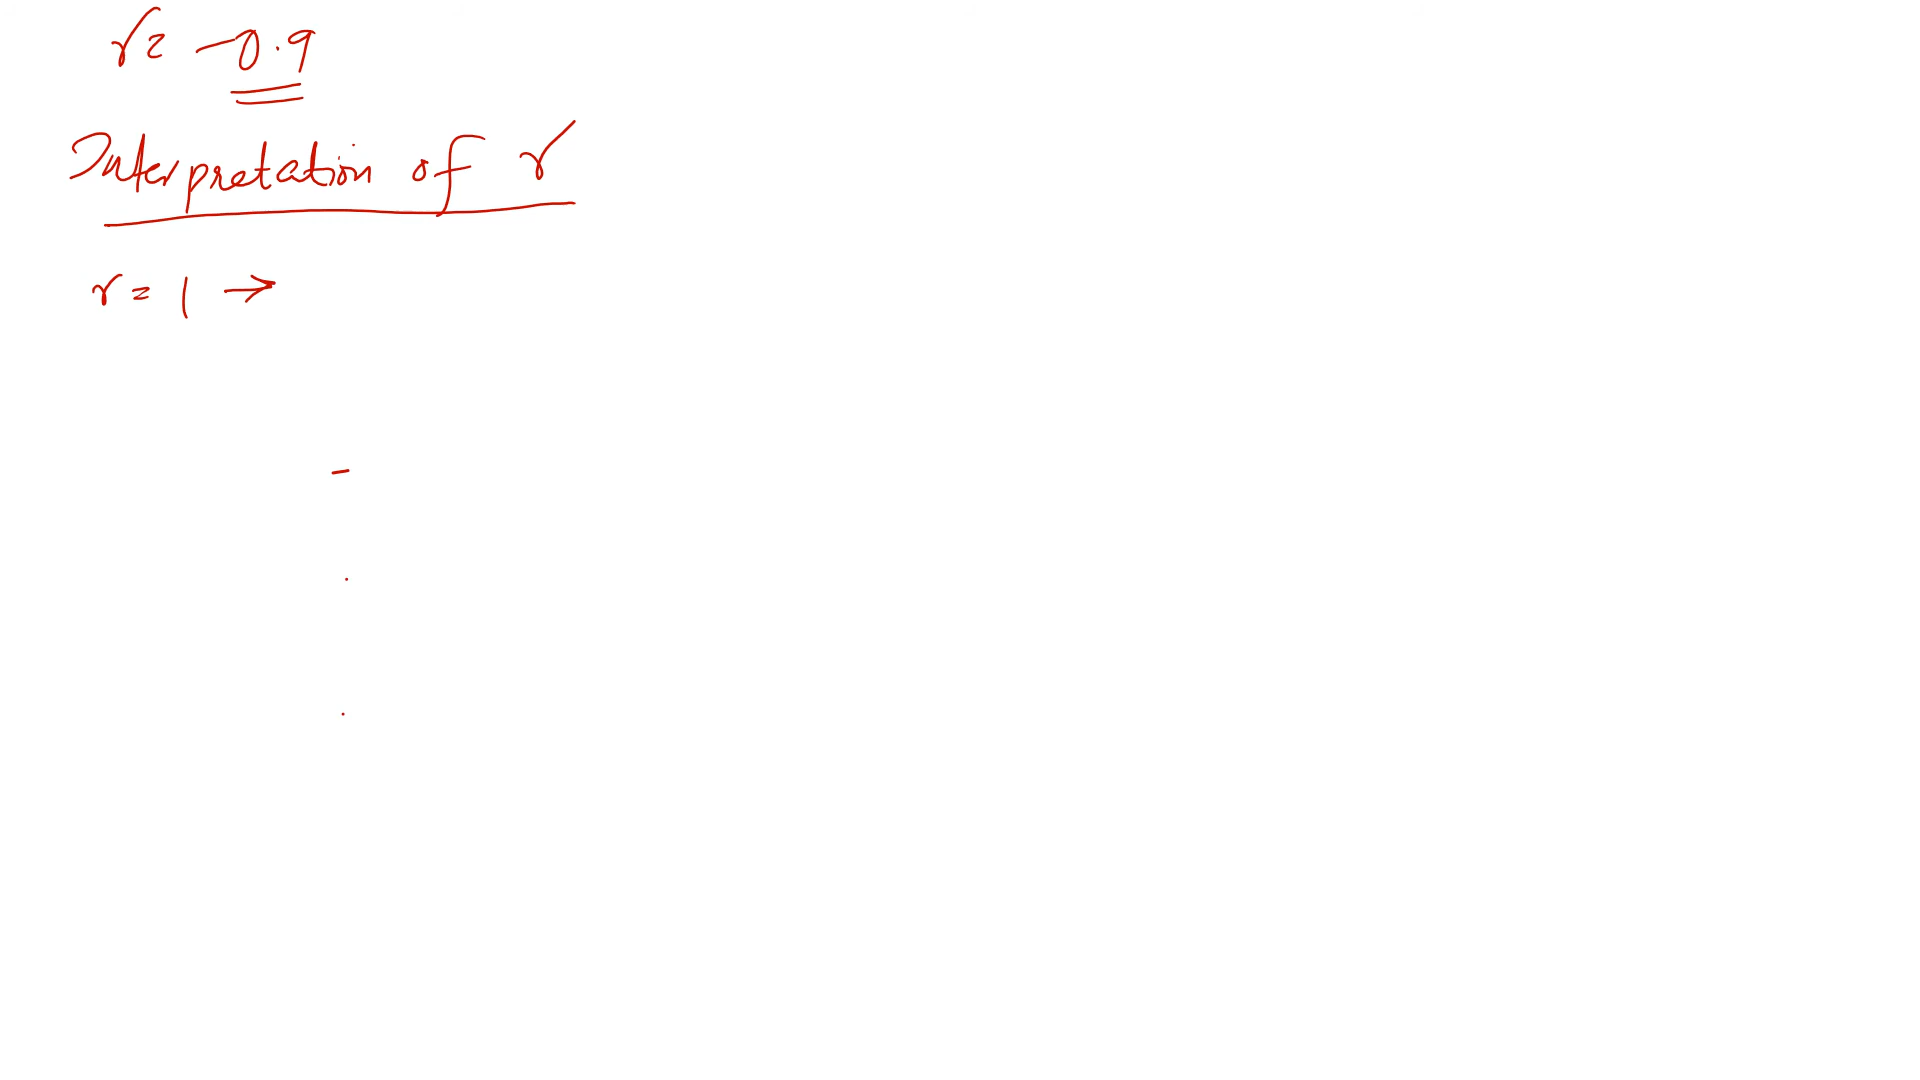 r = -0.9
Interpretation of r
r = 1 →